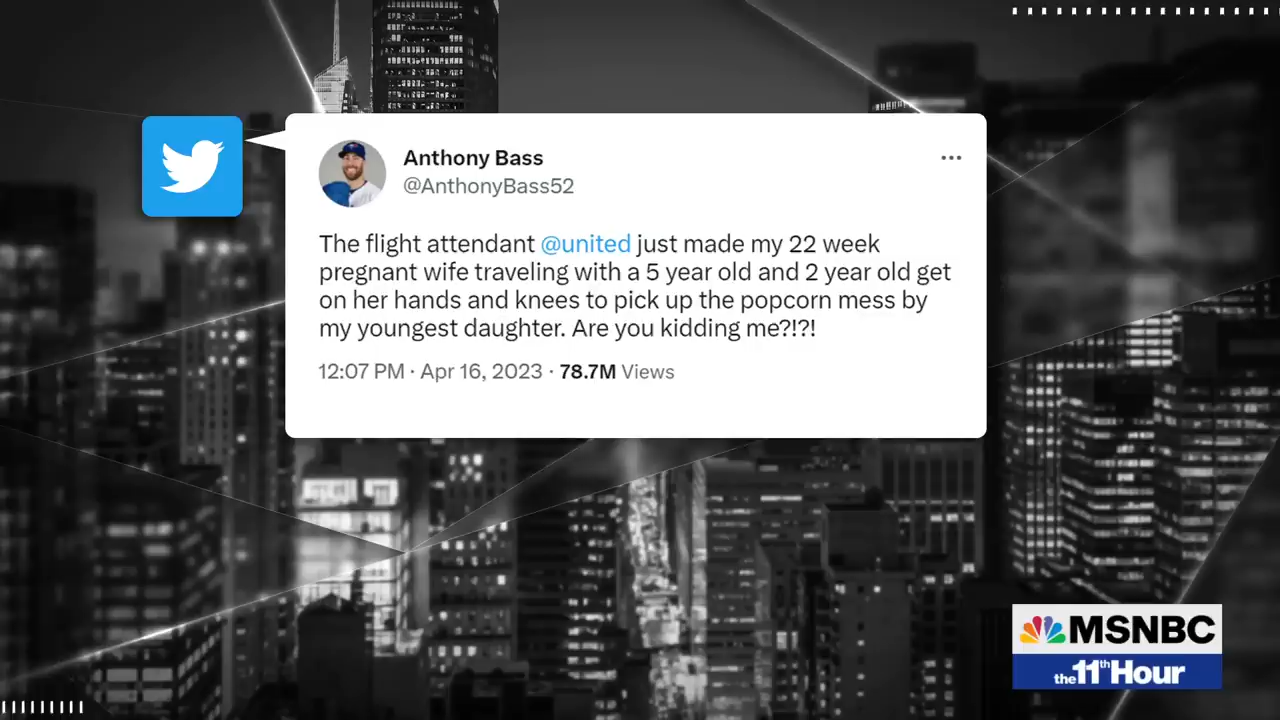 Anthony Bass
@AnthonyBass52
The flight attendant @united just made my 22 week
pregnant wife traveling with a 5 year old and 2 year old get
on her hands and knees to pick up the popcorn mess by
my youngest daughter. Are you kidding me?!?!
12:07 PM · Apr 16, 2023 · 78.7M Views
MSNBC
the 11th Hour